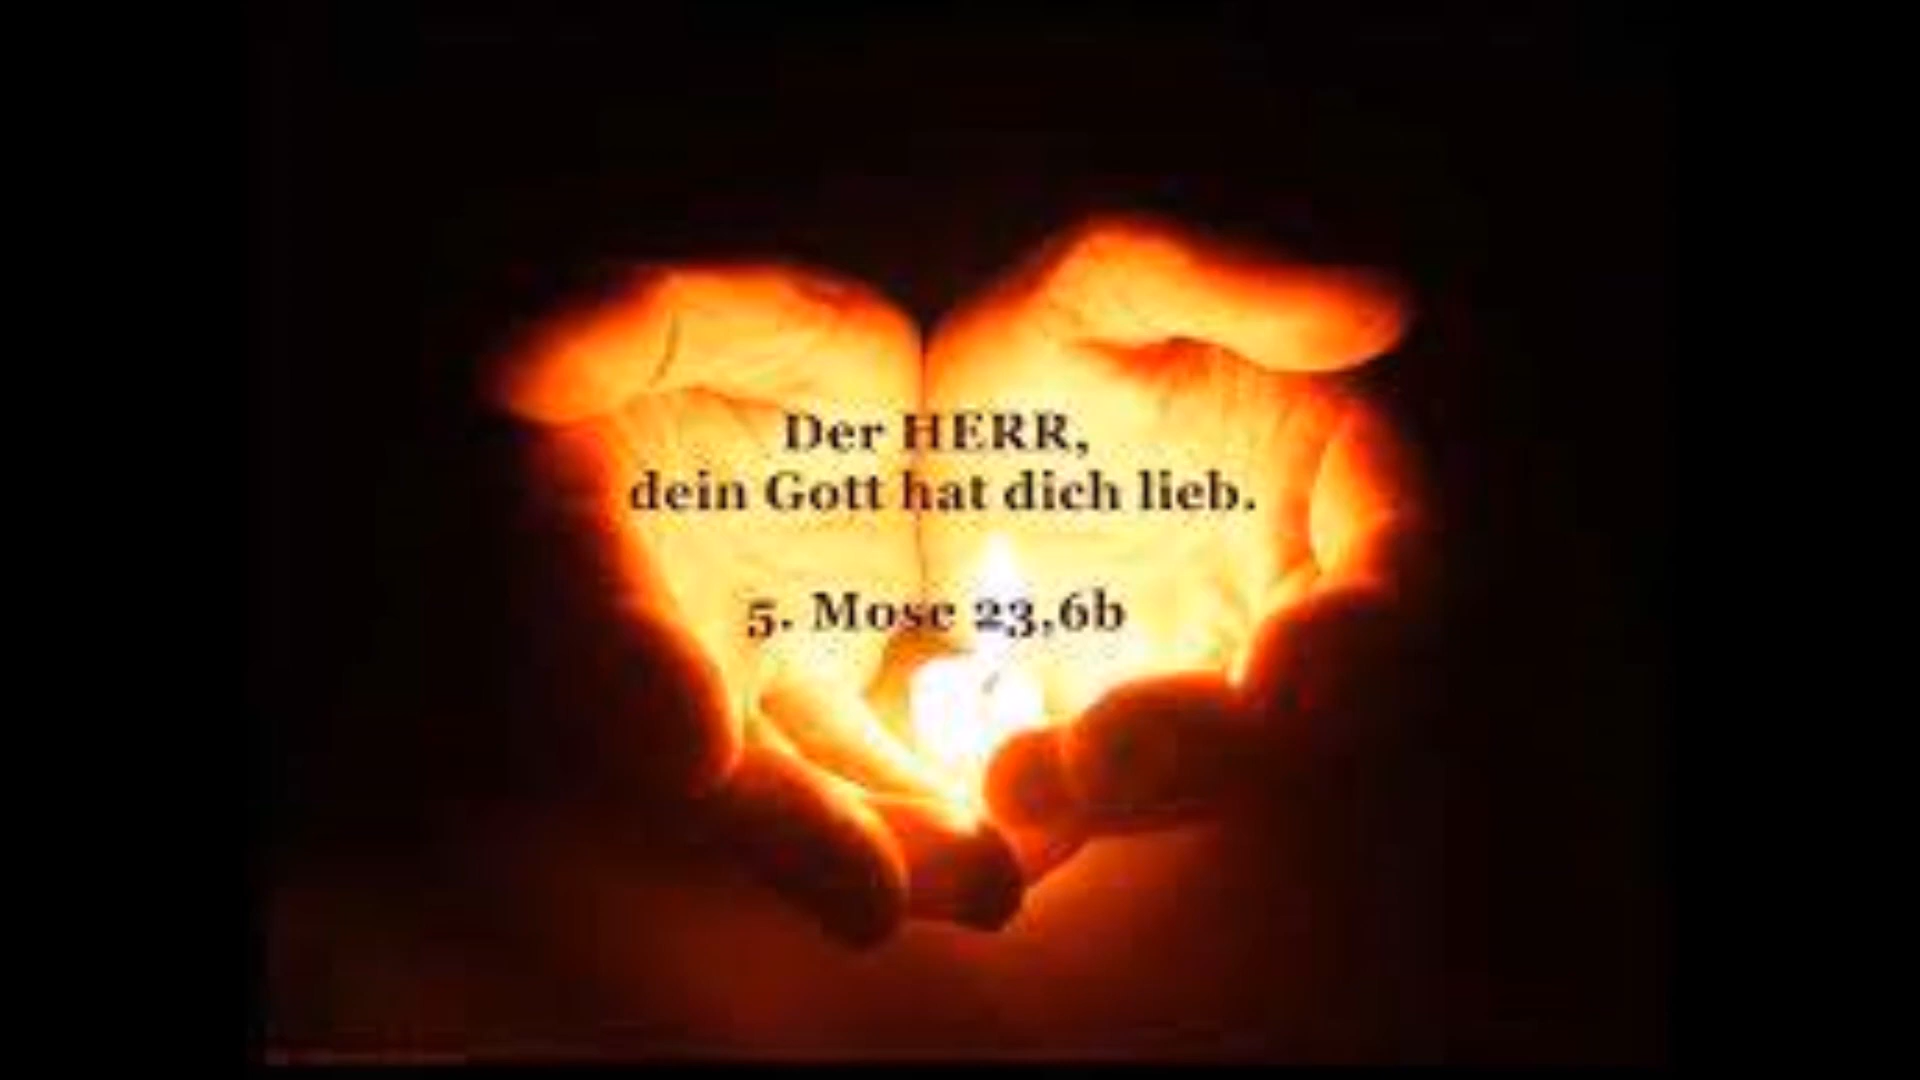 Der HERR,
dein Gott hat dich lieb.
5. Mose 23,6b